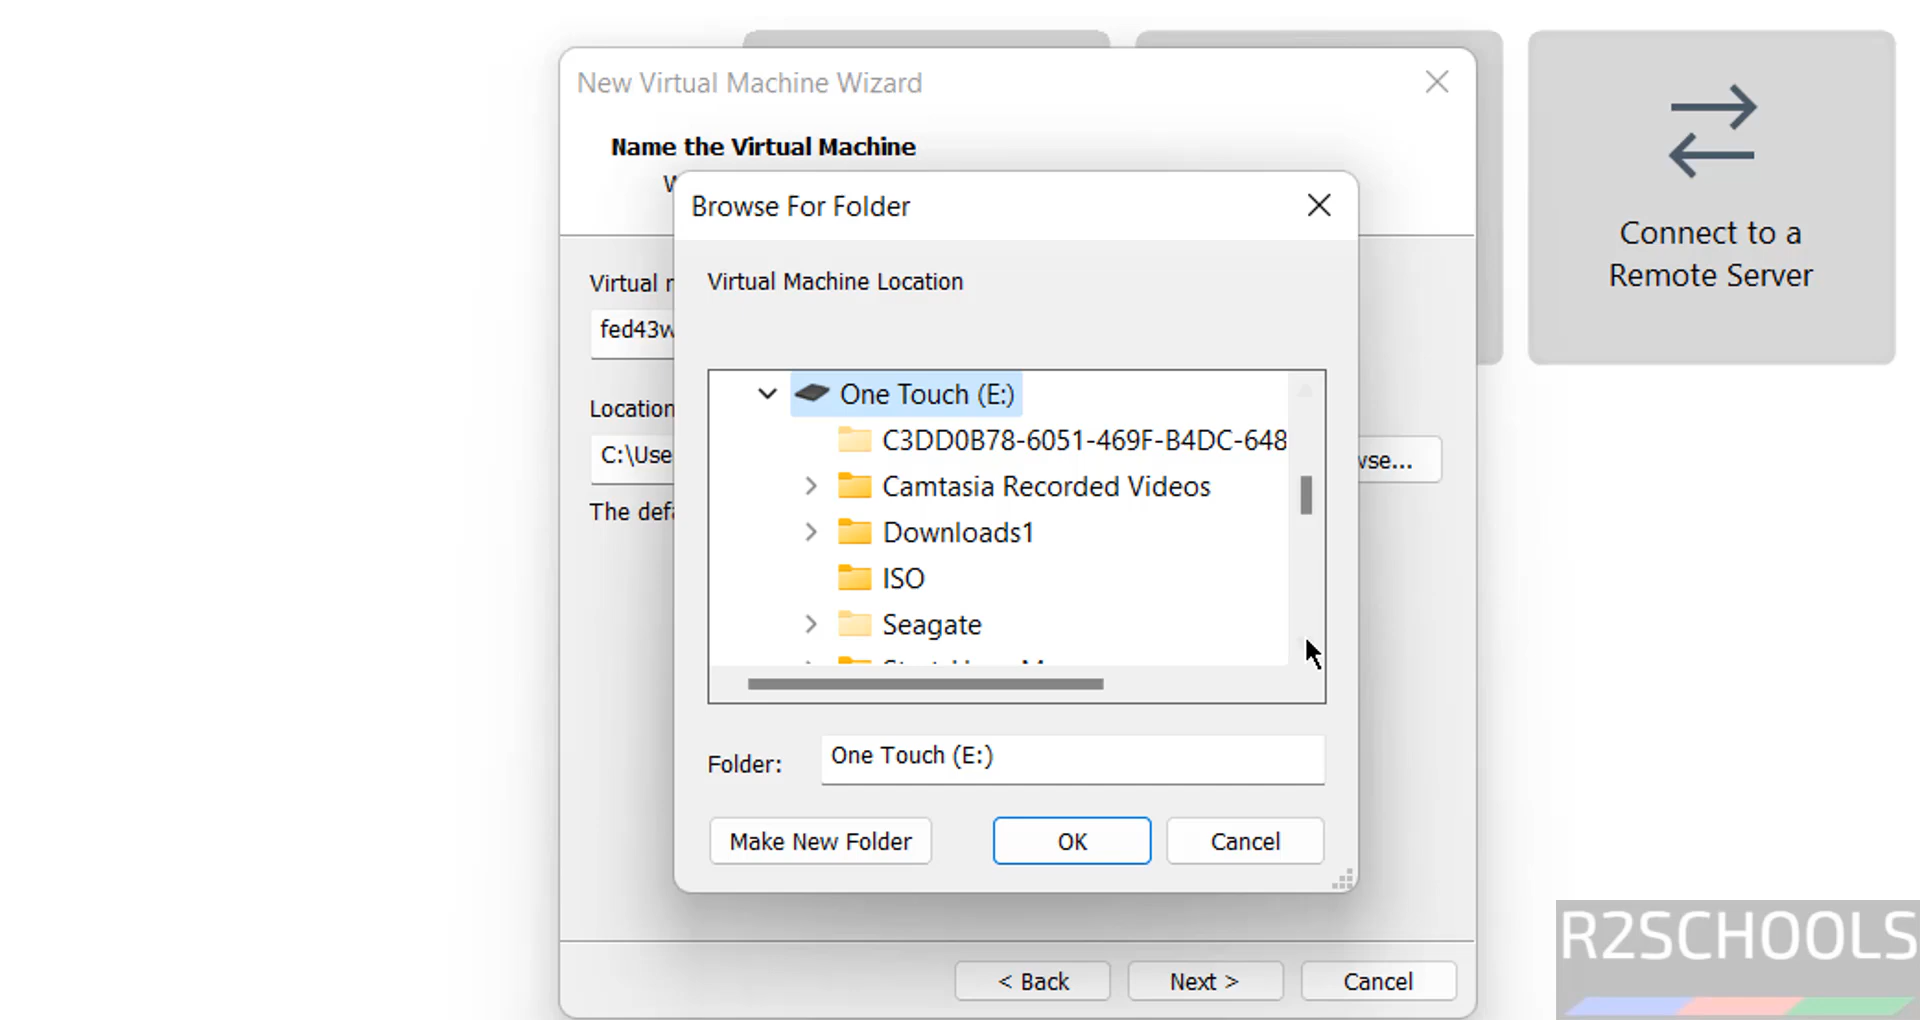 New Virtual Machine Wizard
Name the Virtual Machine
Browse For Folder
Virtual Machine Location
Virtual
fed43w
Location
C:\Use
The
One Touch (E:)
C3DD0B78-6051-469F-B4DC-648
Camtasia Recorded Videos
Downloads1
ISO
Seagate
Folder:
One Touch (E:)
Make New Folder
OK
Cancel
< Back
Next >
Cancel
Connect to a
Remote Server
R2SCHOOLS